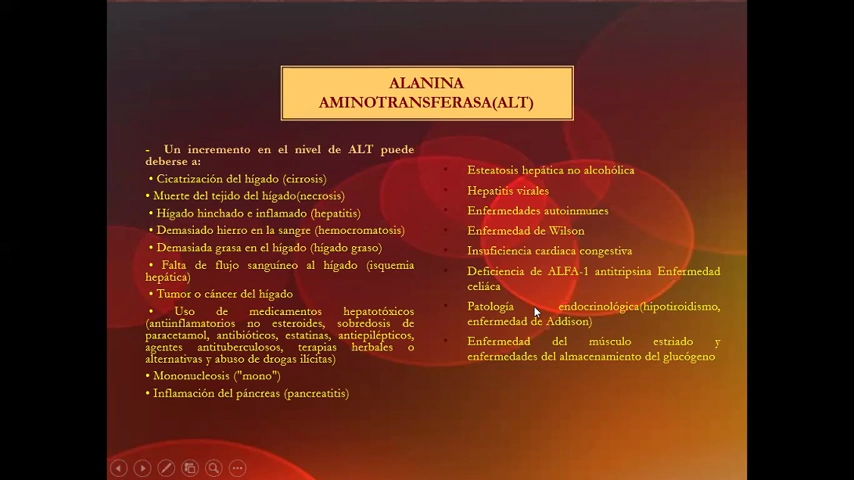 ALANINA
AMINOTRANSFERASA(ALT)
- Un incremento en el nivel de ALT puede
deberse a:
• Cicatrización del hígado (cirrosis)
• Muerte del tejido del hígado(necrosis)
• Hígado hinchado e inflamado (hepatitis)
• Demasiado hierro en la sangre (hemocromatosis)
• Demasiada grasa en el hígado (hígado graso)
• Falta de flujo sanguíneo al hígado (isquemia
hepática)
• Tumor o cáncer del hígado
• Uso de medicamentos hepatotóxicos
(antiinflamatorios no esteroides, sobredosis de
paracetamol, antibióticos, estatinas, antiepilépticos,
agentes antituberculosos, terapias herbales o
alternativas y abuso de drogas ilícitas)
• Mononucleosis ("mono")
• Inflamación del páncreas (pancreatitis)
Esteatosis hepática no alcohólica
Hepatitis virales
Enfermedades autoinmunes
Enfermedad de Wilson
Insuficiencia cardiaca congestiva
Deficiencia de ALFA-1 antitripsina Enfermedad
celiáca
Patología endocrinológica(hipotiroidismo,
enfermedad de Addison)
Enfermedad del músculo estriado y
enfermedades del almacenamiento del glucógeno